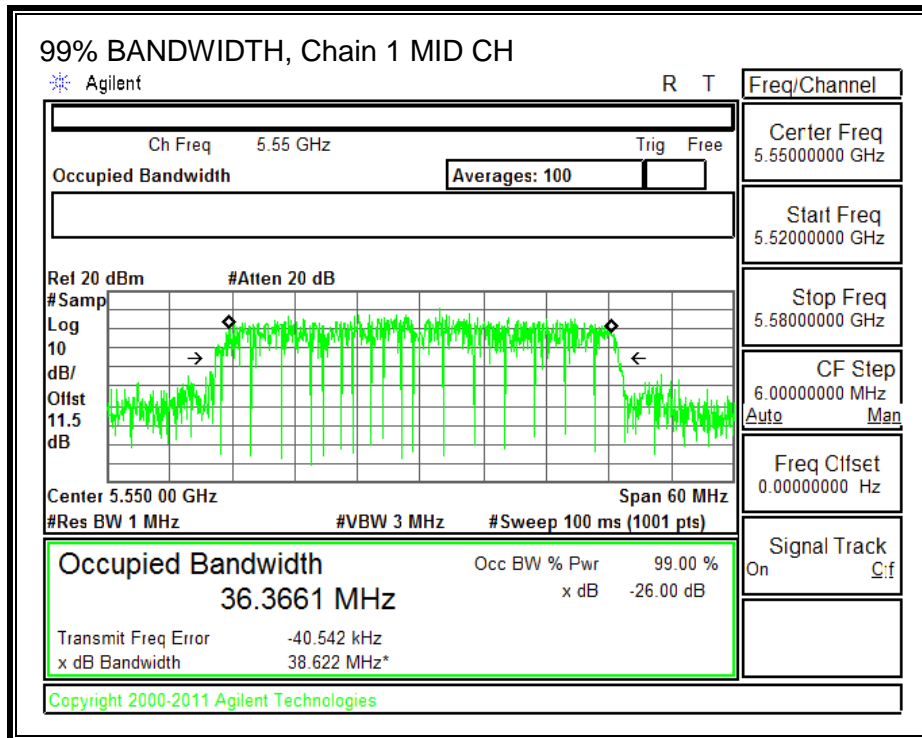 99% BANDWIDTH, Chain 1 MID CH
Agilent R T
Ch Freq 5.55 GHz Trig Free
Occupied Bandwidth Averages: 100
Ref 20 dBm #Atten 20 dB
#Samp
Log
10
dB/
Offst
11.5
dB
Center 5.550 00 GHz Span 60 MHz
#Res BW 1 MHz #VBW 3 MHz #Sweep 100 ms (1001 pts)
Occupied Bandwidth Occ BW % Pwr 99.00 %
36.3661 MHz x dB -26.00 dB
Transmit Freq Error -40.542 kHz
x dB Bandwidth 38.622 MHz*
Copyright 2000-2011 Agilent Technologies
Freq/Channel
Center Freq
5.55000000 GHz
Start Freq
5.52000000 GHz
Stop Freq
5.58000000 GHz
CF Step
6.00000000 MHz
Auto Man
Freq Offset
0.00000000 Hz
Signal Track
On Off